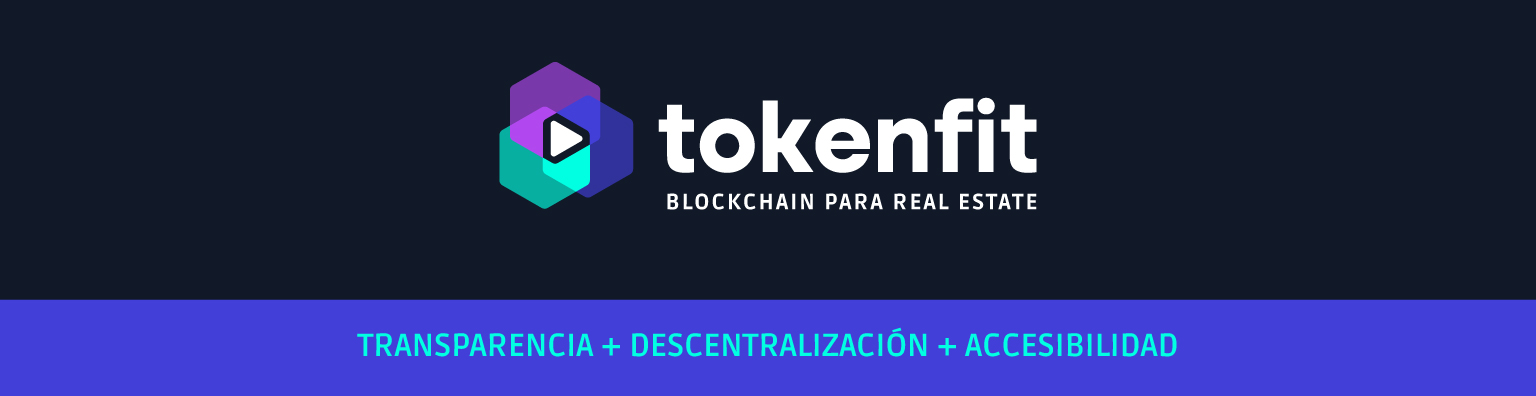 tokenfit
BLOCKCHAIN PARA REAL ESTATE
TRANSPARENCIA + DESCENTRALIZACIÓN + ACCESIBILIDAD